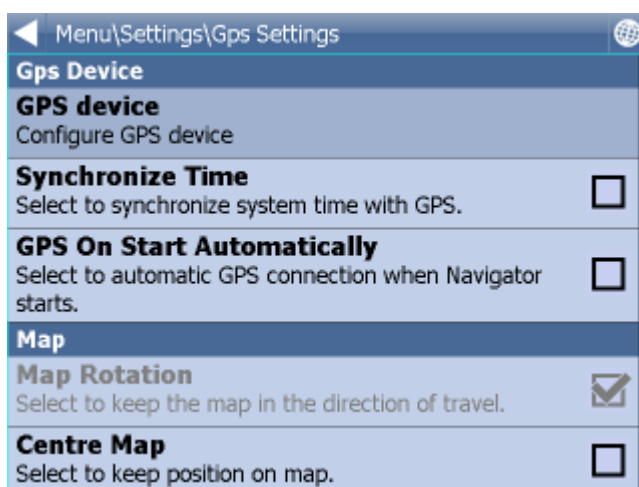 Menu\Settings\Gps Settings
Gps Device
GPS device
Configure GPS device
Synchronize Time
Select to synchronize system time with GPS.
GPS On Start Automatically
Select to automatic GPS connection when Navigator
starts.
Map
Map Rotation
Select to keep the map in the direction of travel.
Centre Map
Select to keep position on map.